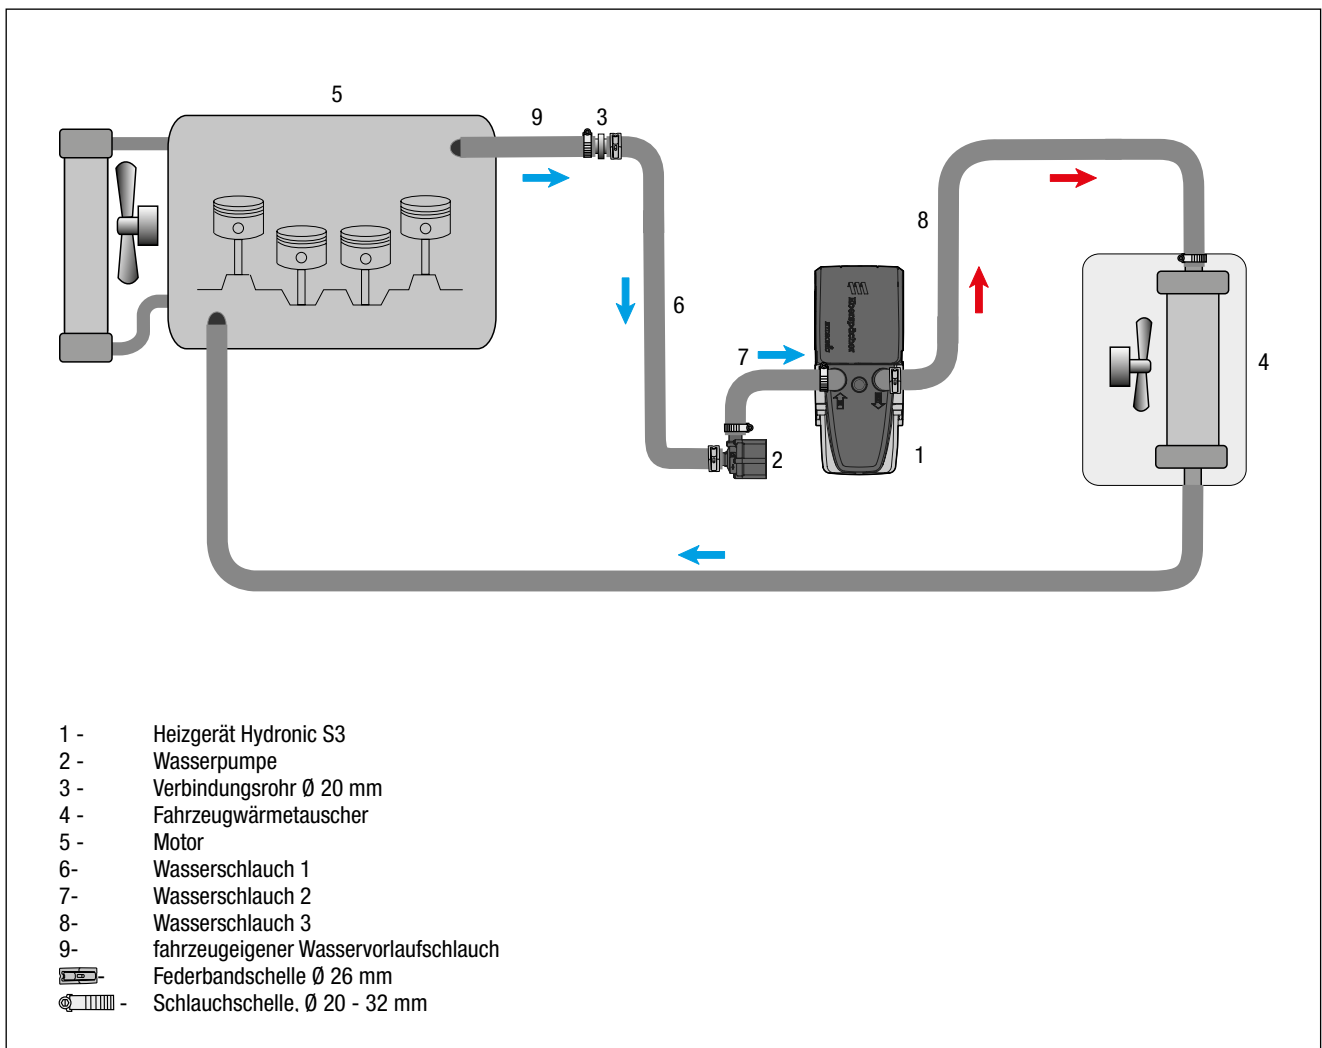 5
9
3
8
6
7
4
2
1
Eberspächer
1 - Heizgerät Hydronic S3
2 - Wasserpumpe
3 - Verbindungsrohr Ø 20 mm
4 - Fahrzeugwärmetauscher
5 - Motor
6- Wasserschlauch 1
7- Wasserschlauch 2
8- Wasserschlauch 3
9- fahrzeugeigener Wasservorlaufschlauch
- Federbandschelle Ø 26 mm
- Schlauchschelle, Ø 20 - 32 mm